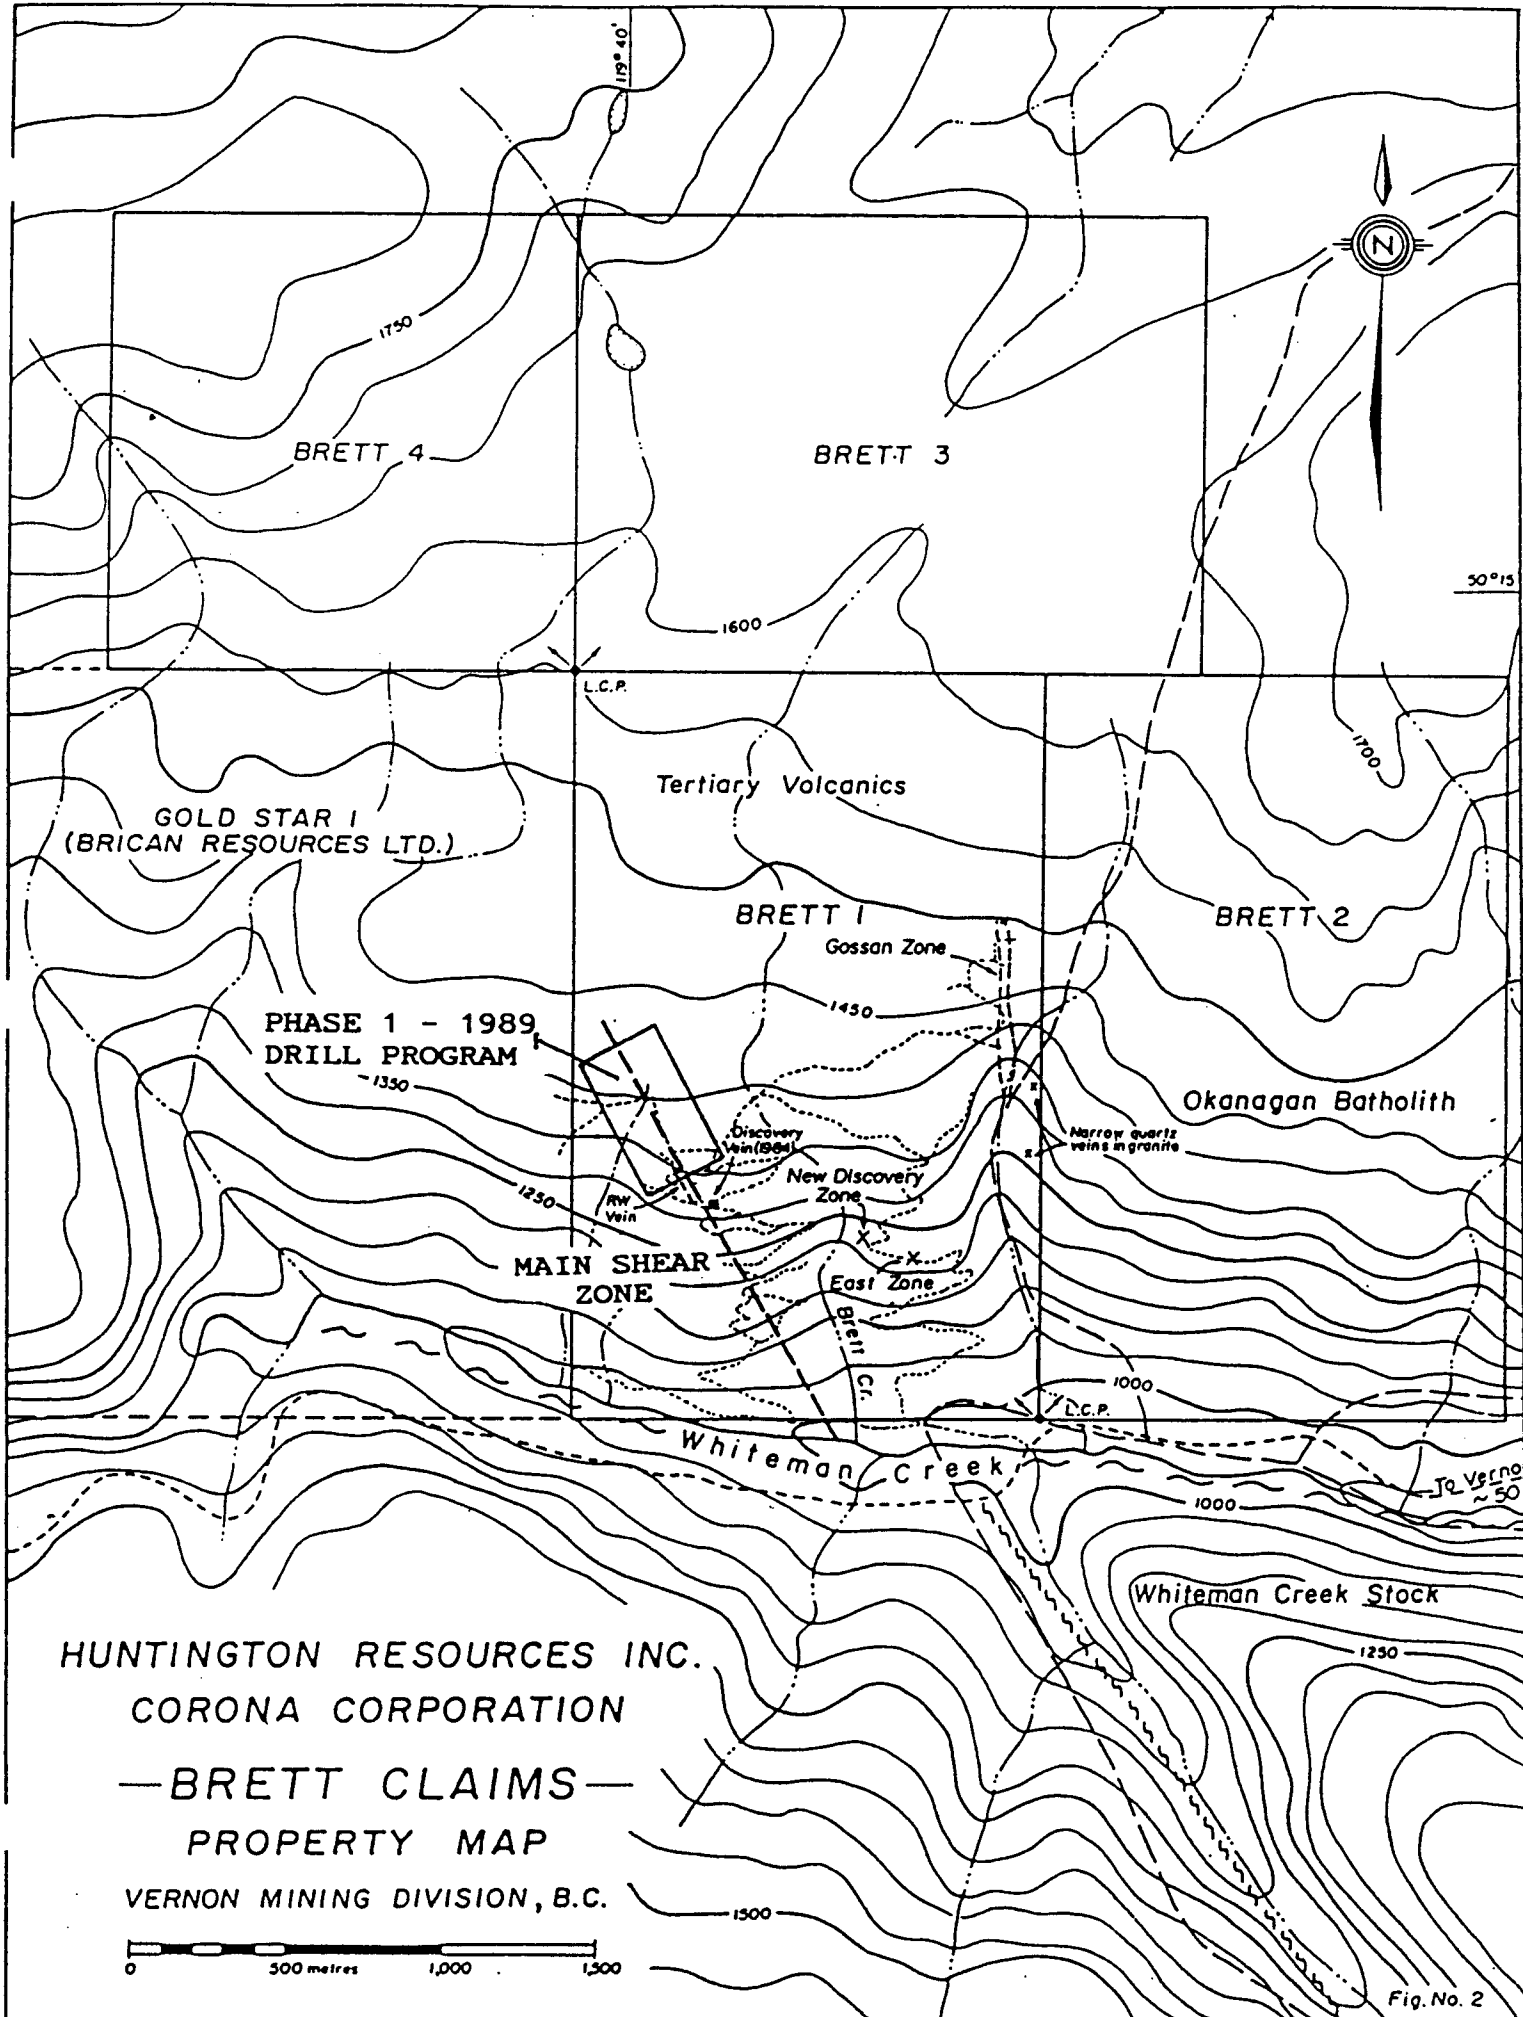 119° 40'
N
1750
BRETT 4
BRETT 3
50°15
1600
L.C.P.
1700
Tertiary Volcanics
GOLD STAR 1
(BRICAN RESOURCES LTD.)
BRETT 1
BRETT 2
Gossan Zone
1450
PHASE 1 - 1989
DRILL PROGRAM
1350
Okanagan Batholith
Discovery
Vein (1984)
Narrow quartz
veins in granite
New Discovery
Zone
1250
RW
Vein
MAIN SHEAR
ZONE
East Zone
Brett Cr.
1000
L.C.P.
Whiteman Creek
To Verno
~ 50
1000
Whiteman Creek Stock
1250
HUNTINGTON RESOURCES INC.
CORONA CORPORATION
—BRETT CLAIMS—
PROPERTY MAP
VERNON MINING DIVISION, B.C.
1500
0 500 metres 1,000 1,500
Fig. No. 2